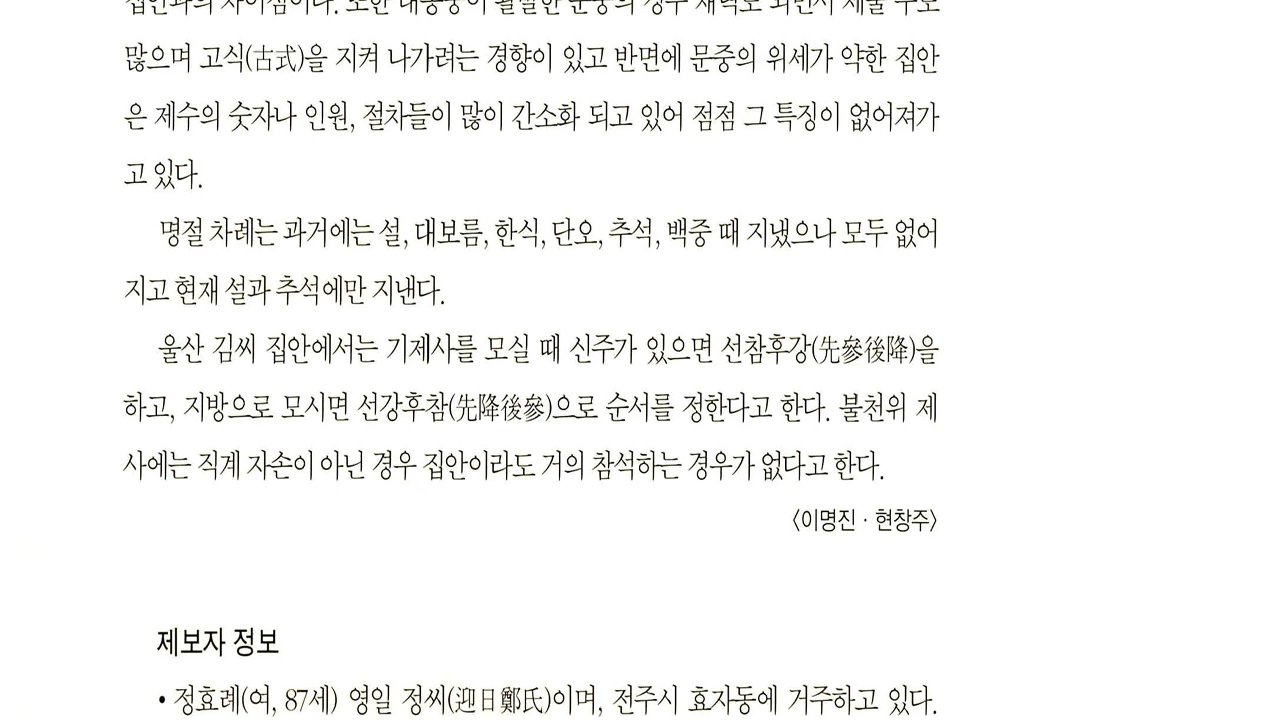 많으며 고식(古式)을 지켜 나가려는 경향이 있고 반면에 문중의 위세가 약한 집안
은 제수의 숫자나 인원, 절차들이 많이 간소화 되고 있어 점점 그 특징이 없어져가
고 있다.
명절 차례는 과거에는 설, 대보름, 한식, 단오, 추석, 백중 때 지냈으나 모두 없어
지고 현재 설과 추석에만 지낸다.
울산 김씨 집안에서는 기제사를 모실 때 신주가 있으면 선참후강(先參後降)을
하고, 지방으로 모시면 선강후참(先降後參)으로 순서를 정한다고 한다. 불천위 제
사에는 직계 자손이 아닌 경우 집안이라도 거의 참석하는 경우가 없다고 한다.
〈이명진 · 현창주〉
제보자 정보
• 정효례(여, 87세) 영일 정씨(迎日鄭氏)이며, 전주시 효자동에 거주하고 있다.